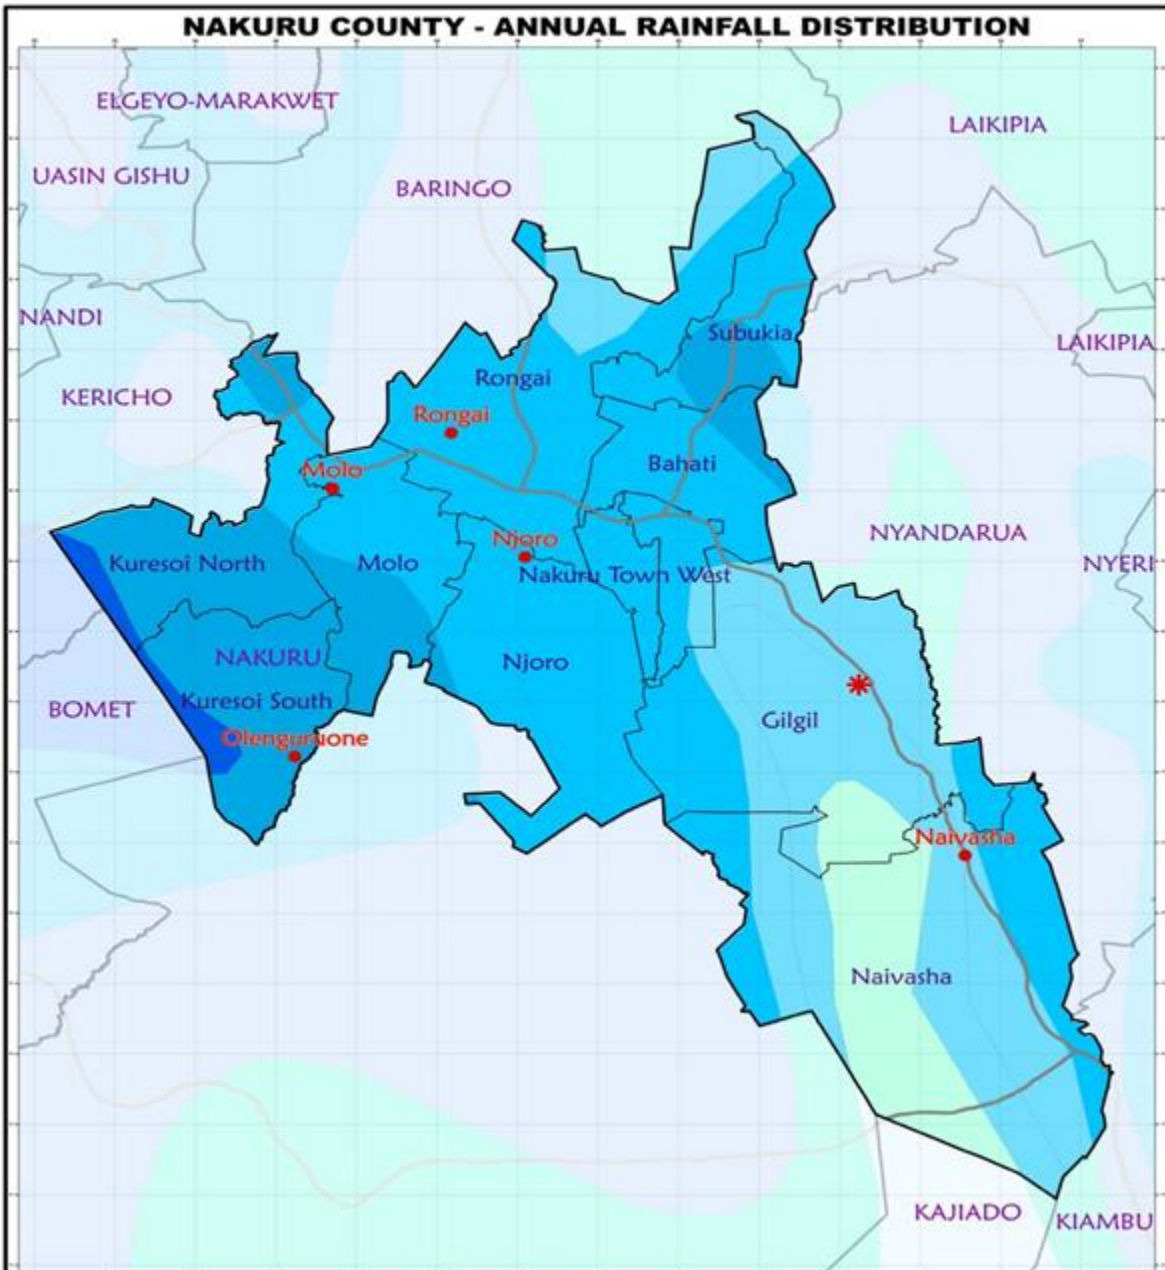 NAKURU COUNTY - ANNUAL RAINFALL DISTRIBUTION
ELGEYO-MARAKWET
LAIKIPIA
UASIN GISHU
BARINGO
NANDI
Subukia
LAIKIPIA
Rongai
KERICHO
Rongai
Bahati
Molo
NYANDARUA
Njoro
Kuresoi North
Molo
NYERI
Nakuru Town West
NAKURU
Njoro
Kuresoi South
BOMET
Gilgil
Olenguruone
Naivasha
Naivasha
KAJIADO
KIAMBU